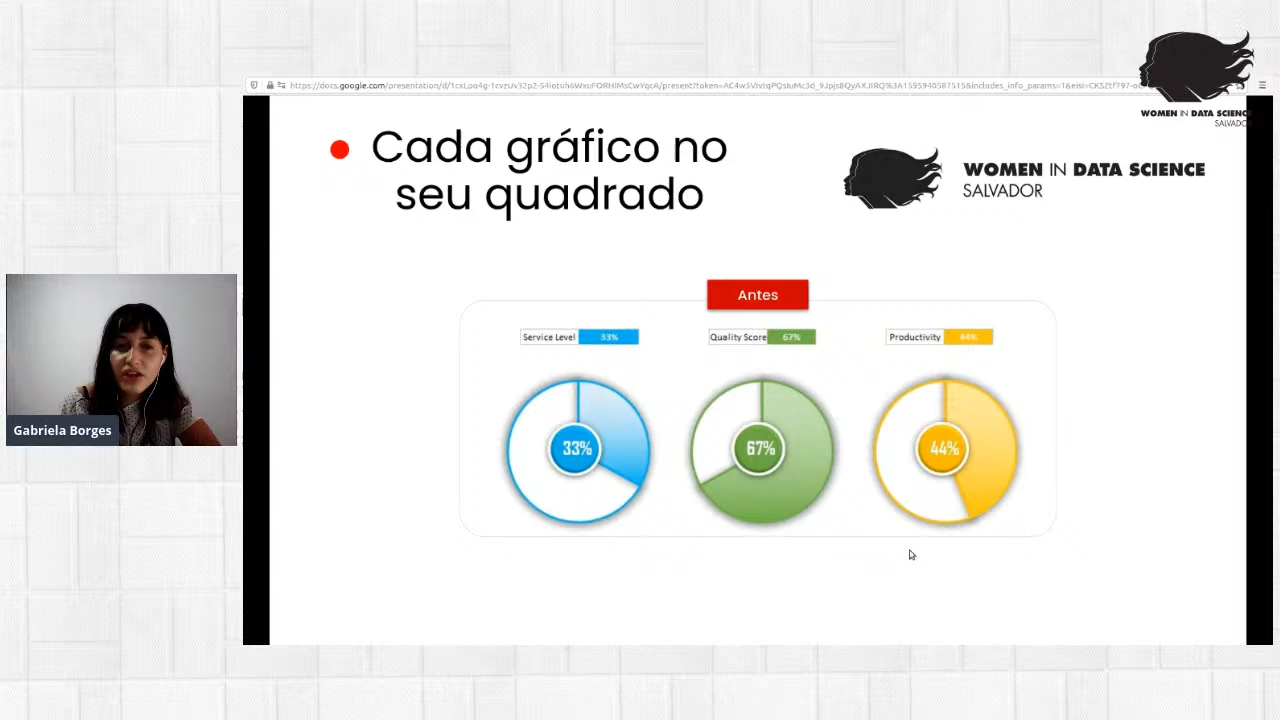 WOMEN IN DATA SCIENCE
SALVADOR
Cada gráfico no
seu quadrado
WOMEN IN DATA SCIENCE
SALVADOR
Antes
Service Level 33%
Quality Score 67%
Productivity 44%
33%
67%
44%
Gabriela Borges